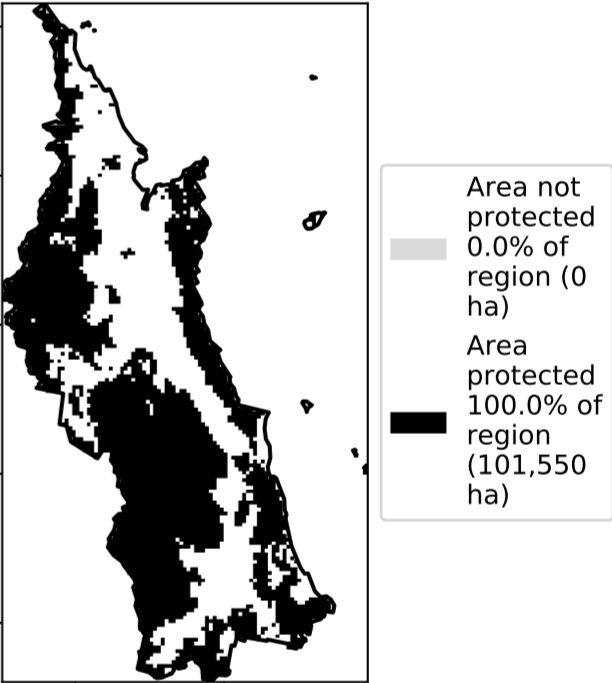 Area not
protected
0.0% of
region (0
ha)
Area
protected
100.0% of
region
(101,550
ha)